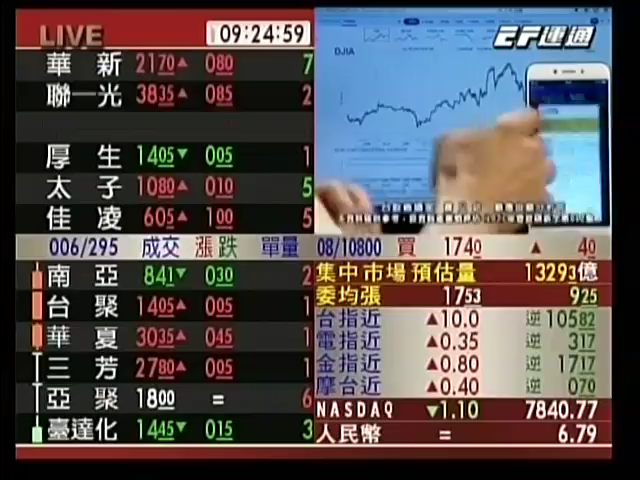 LIVE 09:24:59
EF東通
DJIA
華新 2170▲ 080 7
聯一光 3835▲ 085 2
厚生 1405▼ 005 1
太子 1080▲ 010 5
佳凌 605▲ 100 5
006/295 成交 漲跌 單量
08/10800 買 1740 ▲ 40
南亞 841▼ 030 2
台聚 1405▲ 005 1
華夏 3035▲ 045 1
三芳 2780▲ 005 1
亞聚 1800 = 6
臺達化 1445▼ 015 3
集中市場預估量 13293億
委均張 1753 925
台指近 ▲10.0 逆 10582
電指近 ▲0.35 逆 317
金指近 ▲0.80 逆 1717
摩台近 ▲0.40 逆 070
NASDAQ ▼1.10 7840.77
人民幣 = 6.79